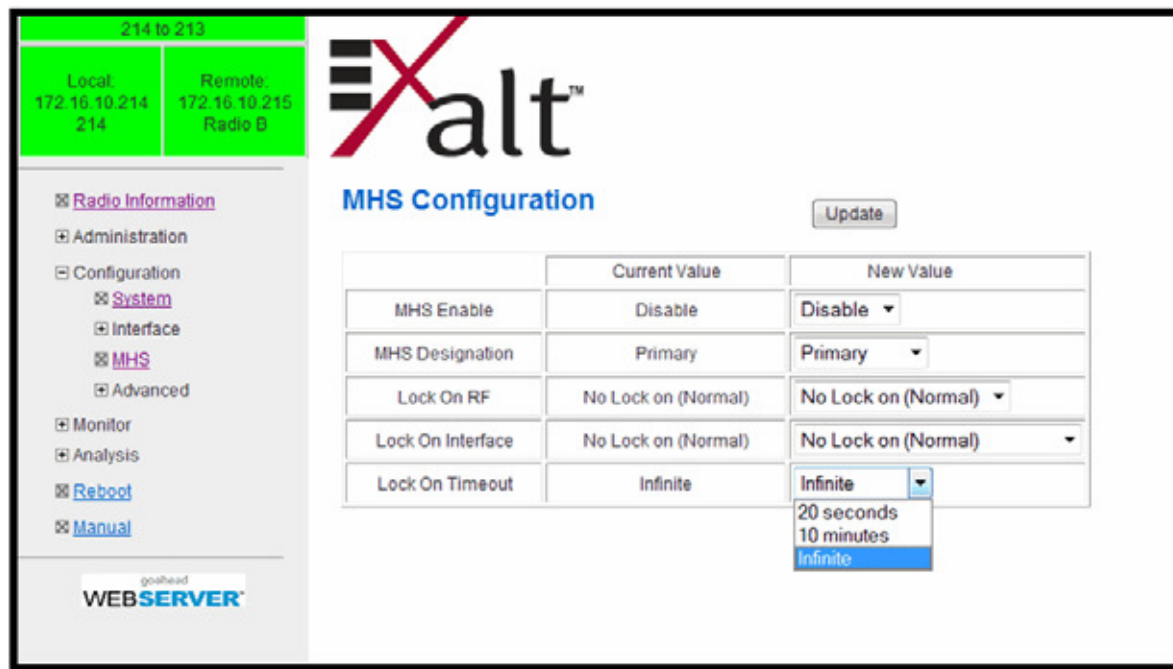 214 to 213
Local:
172.16.10.214
214
Remote:
172.16.10.215
Radio B
Exalt™
Radio Information
Administration
Configuration
System
Interface
MHS
Advanced
Monitor
Analysis
Reboot
Manual
goahead
WEBSERVER
MHS Configuration
Update
Current Value New Value
MHS Enable Disable Disable
MHS Designation Primary Primary
Lock On RF No Lock on (Normal) No Lock on (Normal)
Lock On Interface No Lock on (Normal) No Lock on (Normal)
Lock On Timeout Infinite Infinite
20 seconds
10 minutes
Infinite